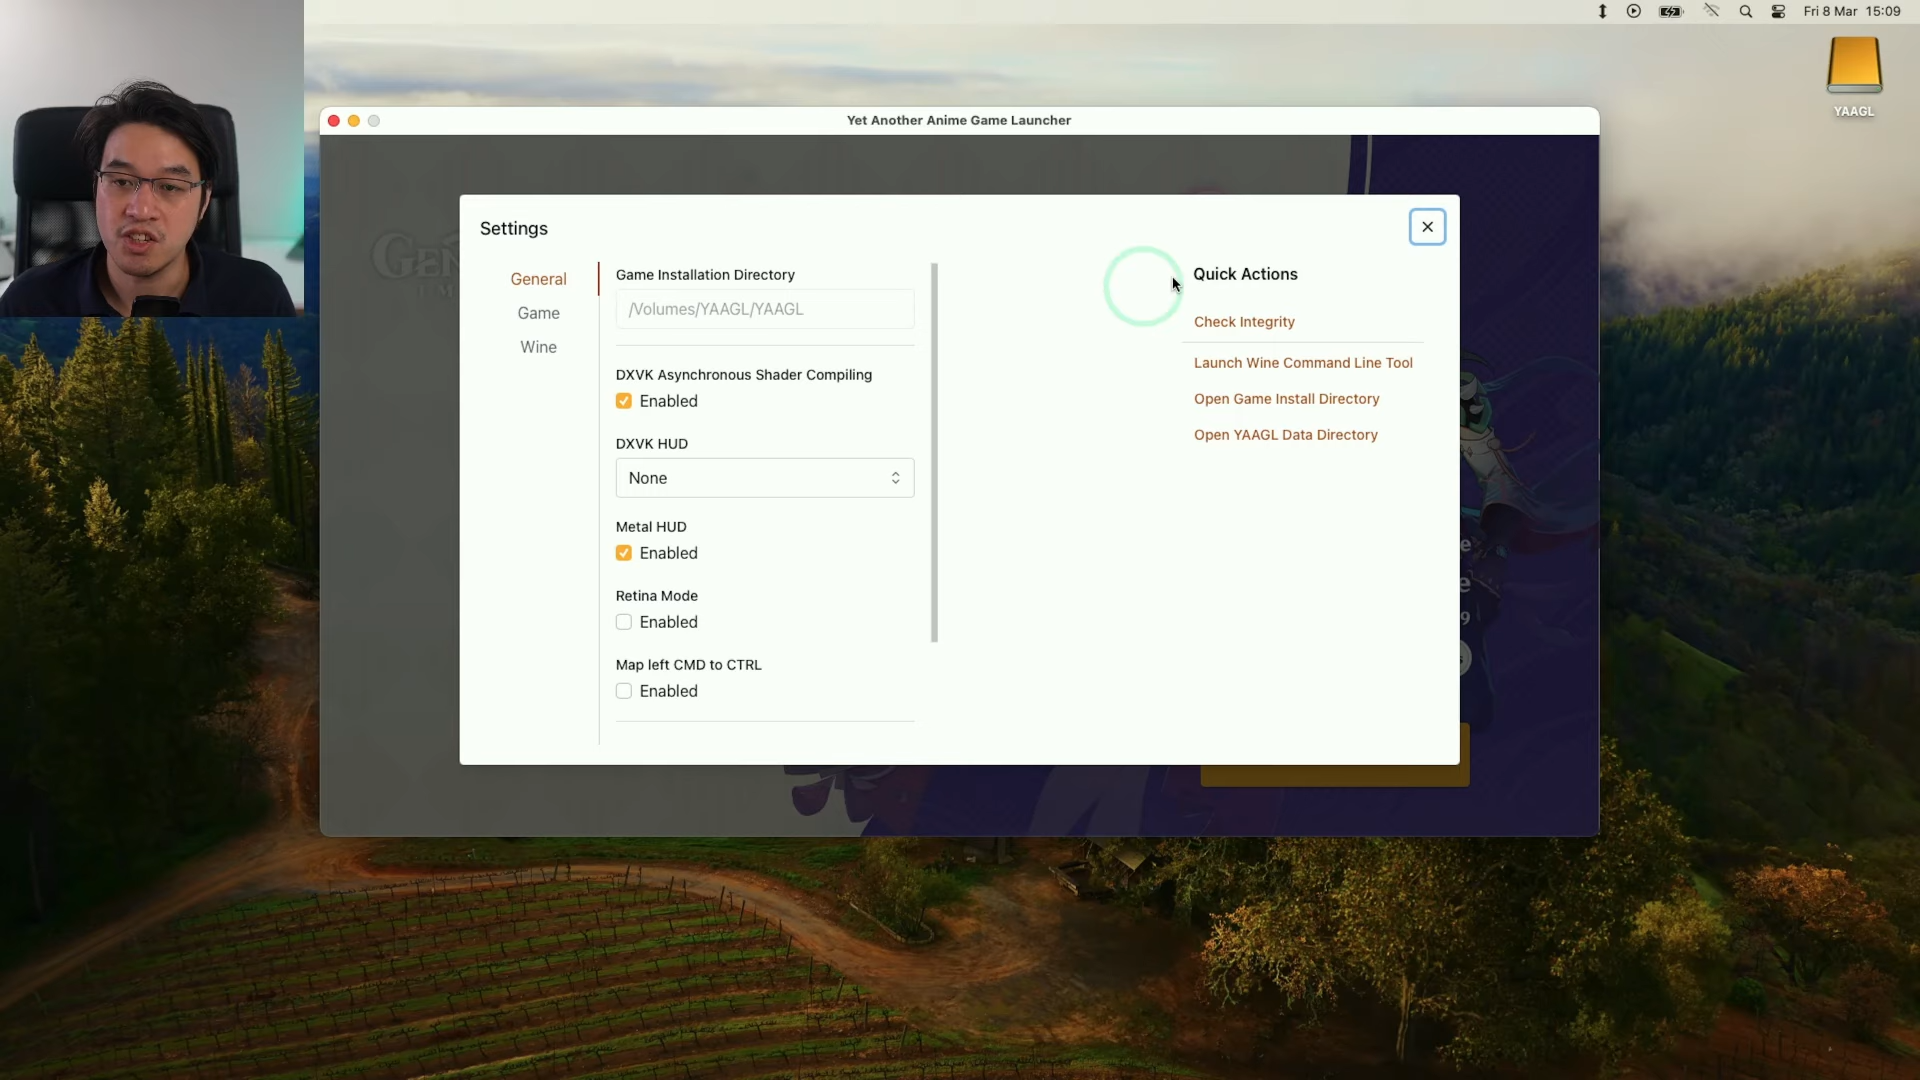 Fri 8 Mar 15:09
YAAGL
Yet Another Anime Game Launcher
GEN
Settings
General
Game
Wine
Game Installation Directory
/Volumes/YAAGL/YAAGL
DXVK Asynchronous Shader Compiling
Enabled
DXVK HUD
None
Metal HUD
Enabled
Retina Mode
Enabled
Map left CMD to CTRL
Enabled
Quick Actions
Check Integrity
Launch Wine Command Line Tool
Open Game Install Directory
Open YAAGL Data Directory